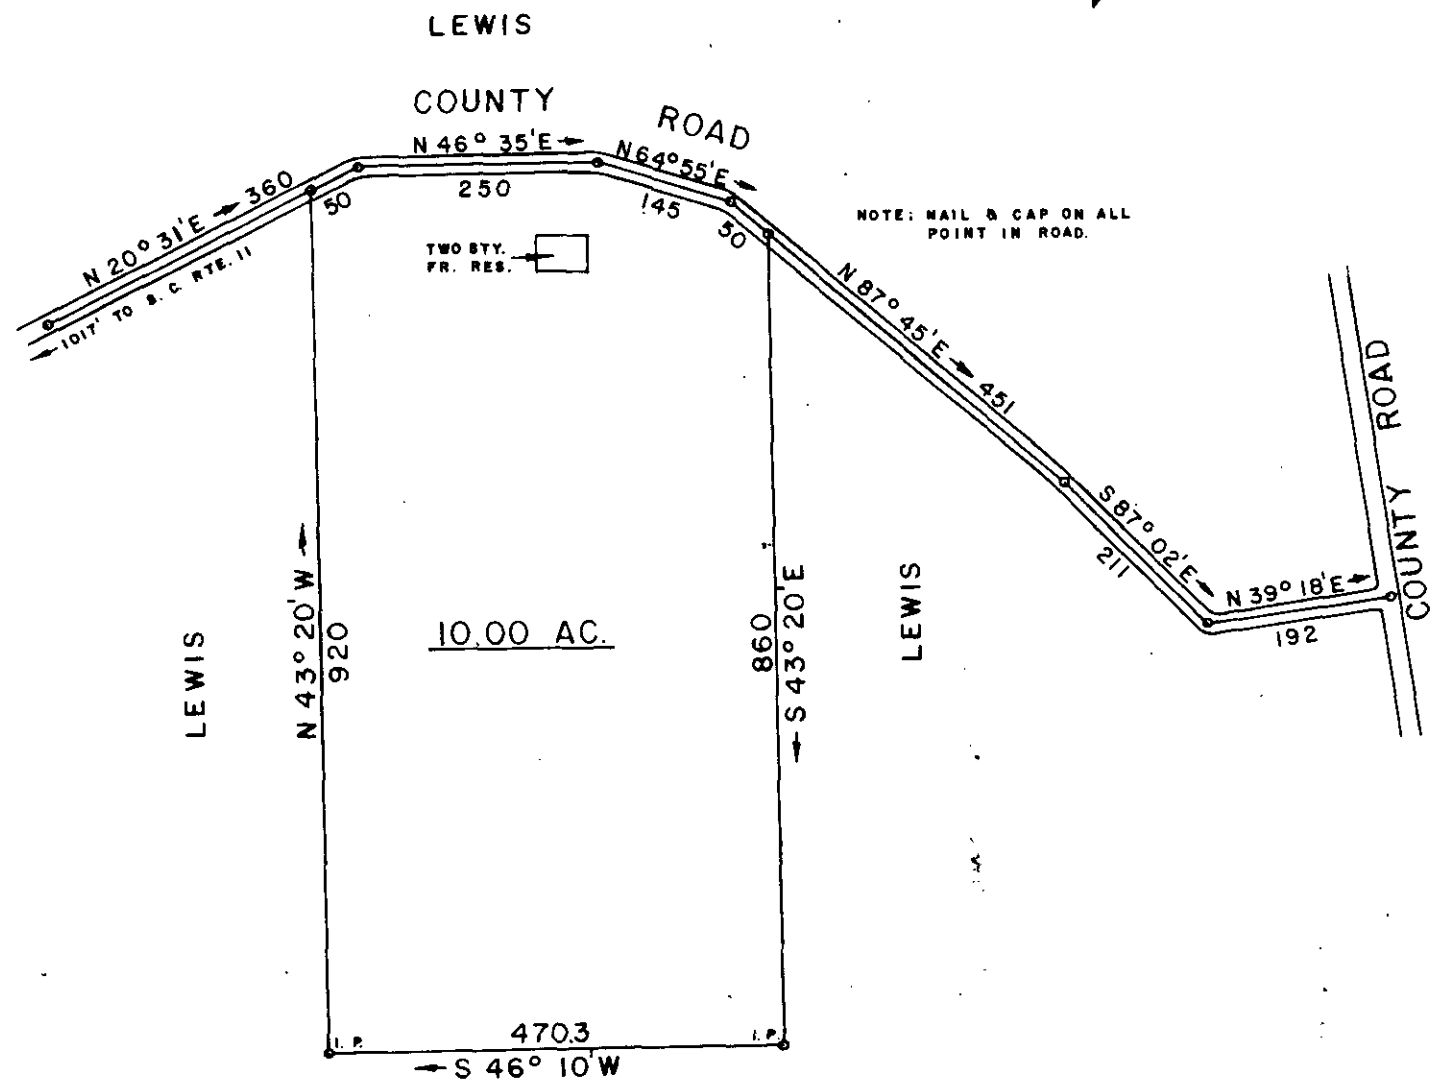 LEWIS
COUNTY ROAD
N 46° 35' E
N 64° 55' E
N 20° 31' E 360
50
250
145
50
1017' TO S. C. RTE. 11
TWO STY.
FR. RES.
NOTE: NAIL & CAP ON ALL
POINT IN ROAD.
N 87° 45' E 451
S 87° 02' E
211
N 39° 18' E
192
COUNTY ROAD
LEWIS
N 43° 20' W
920
10.00 AC.
860
S 43° 20' E
LEWIS
I. P.
470.3
I. P.
S 46° 10' W